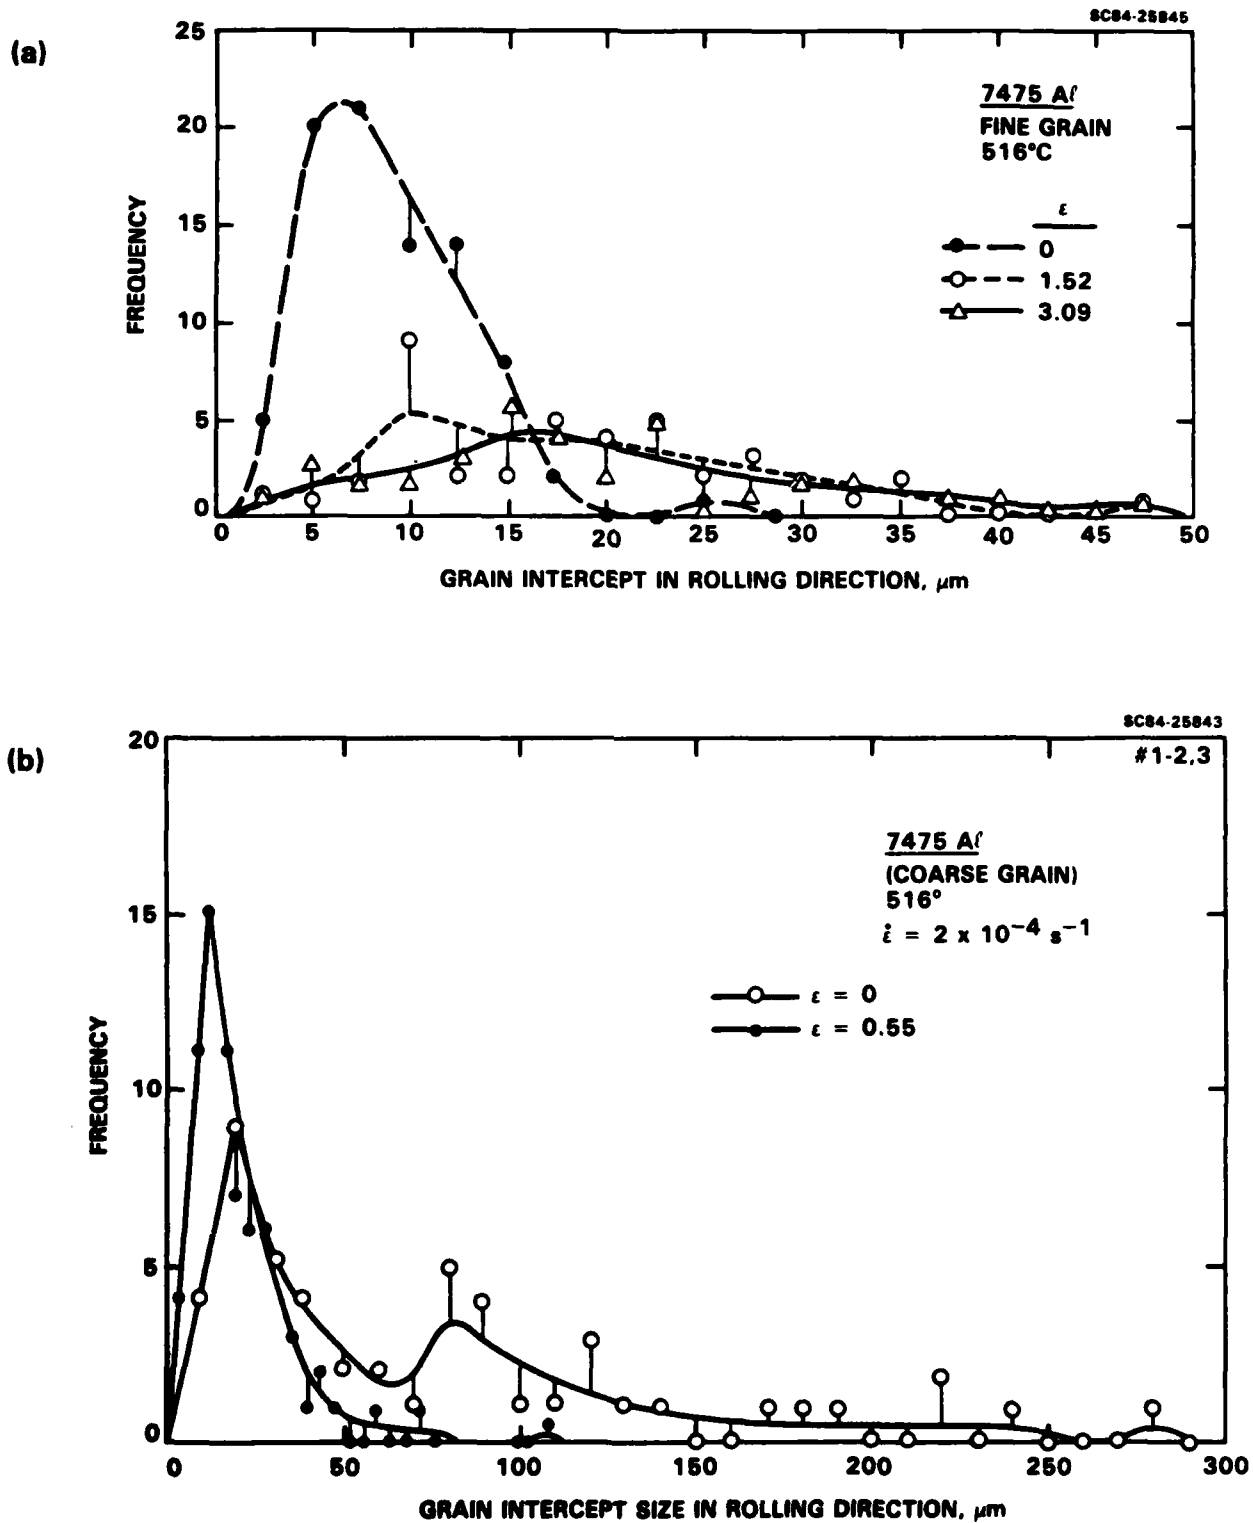 SC84-25845
(a)
25
20
15
10
5
0
FREQUENCY
7475 Aℓ
FINE GRAIN
516°C
ε
0
1.52
3.09
0 5 10 15 20 25 30 35 40 45 50
GRAIN INTERCEPT IN ROLLING DIRECTION, μm
SC84-25843
(b)
#1-2,3
20
15
10
5
0
FREQUENCY
7475 Aℓ
(COARSE GRAIN)
516°
ε̇ = 2 x 10⁻⁴ s⁻¹
ε = 0
ε = 0.55
0 50 100 150 200 250 300
GRAIN INTERCEPT SIZE IN ROLLING DIRECTION, μm